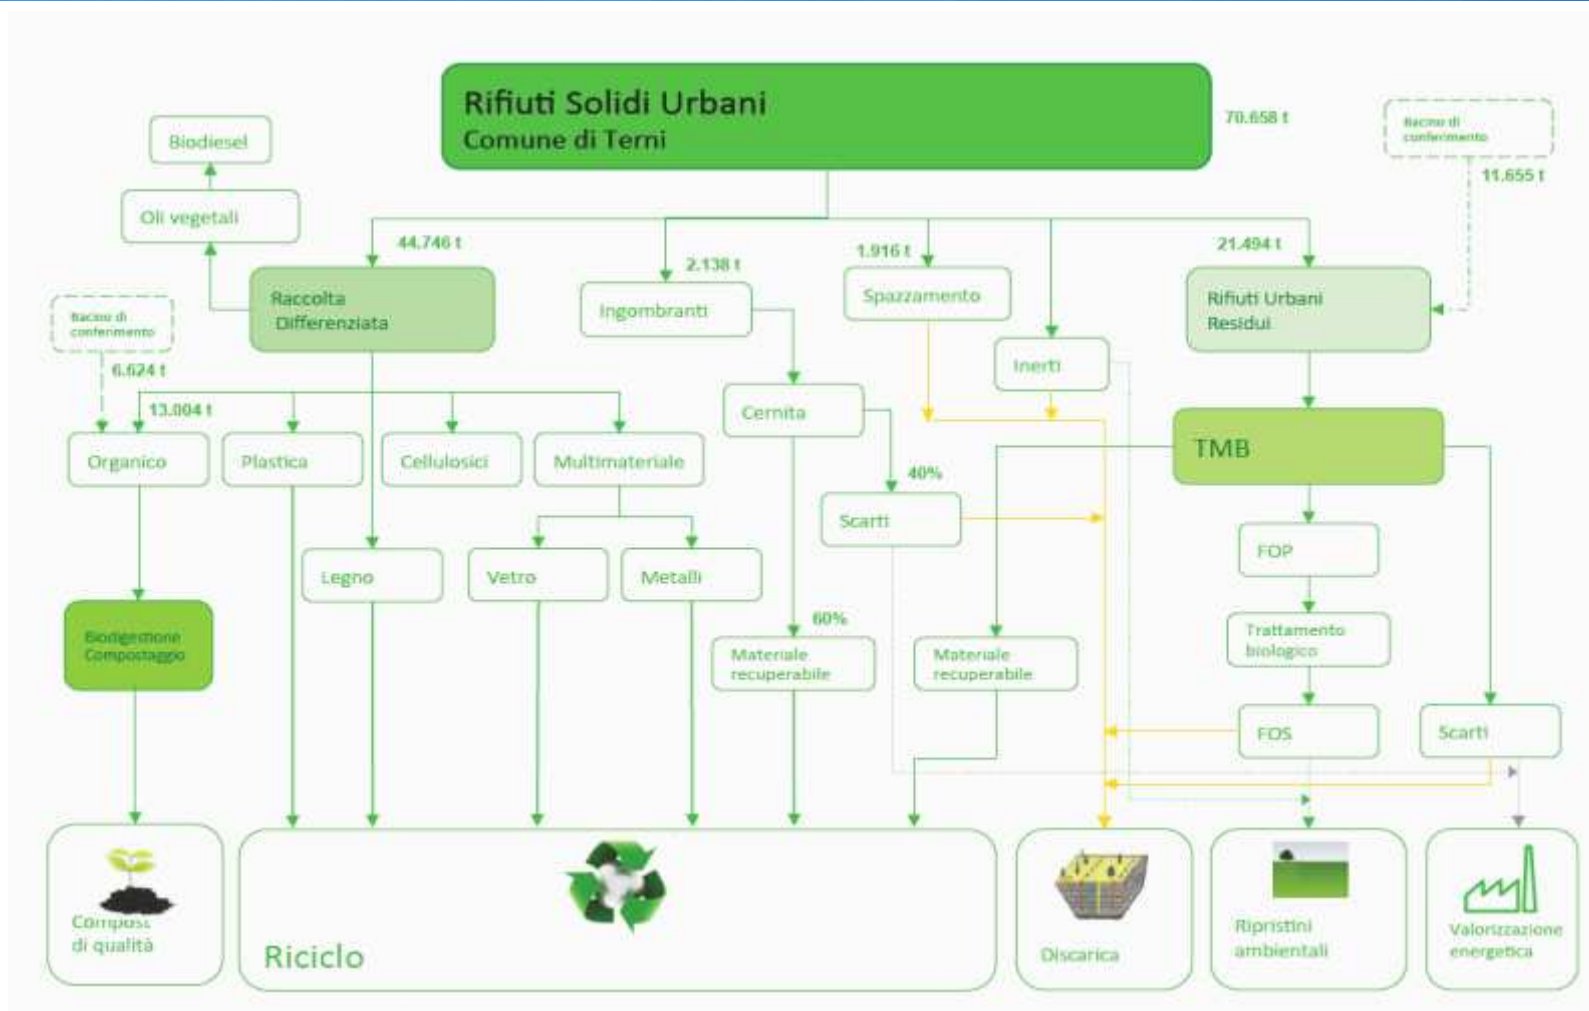 Rifiuti Solidi Urbani
Comune di Terni
70.658 t
Bacino di
conferimento
11.655 t
Biodiesel
Oli vegetali
44.746 t
2.138 t
1.916 t
21.494 t
Raccolta
Differenziata
Ingombranti
Spazzamento
Rifiuti Urbani
Residui
Bacino di
conferimento
6.624 t
Inerti
13.004 t
Cernita
Organico
Plastica
Cellulosici
Multimateriale
TMB
40%
Scarti
FOP
Legno
Vetro
Metalli
60%
Biodigestione
Compostaggio
Materiale
recuperabile
Materiale
recuperabile
Trattamento
biologico
FOS
Scarti
Compost
di qualità
Riciclo
Discarica
Ripristini
ambientali
Valorizzazione
energetica